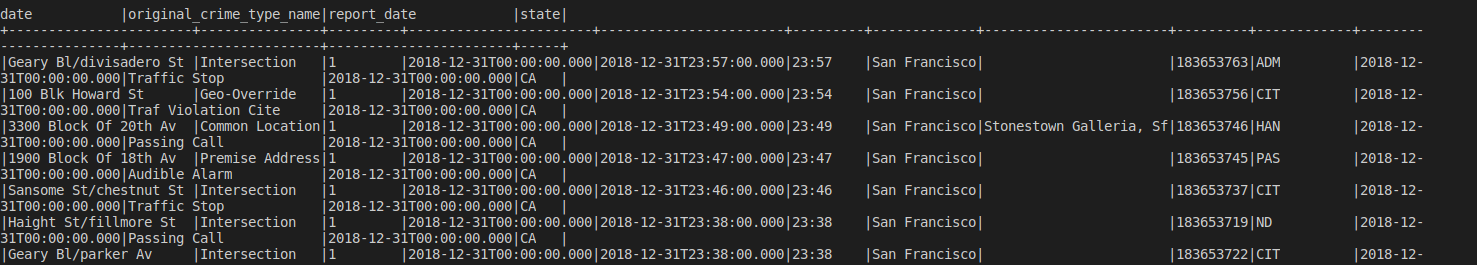 date           |original_crime_type_name|report_date            |state|
+-----------------------+---------------+---------+-----------------------+-----------------------+---------+-------------+-----------------------+---------+------------+--------
---------------+------------------------+-----------------------+-----+
|Geary Bl/divisadero St |Intersection   |1        |2018-12-31T00:00:00.000|2018-12-31T23:57:00.000|23:57    |San Francisco|                       |183653763|ADM         |2018-12-
31T00:00:00.000|Traffic Stop            |2018-12-31T00:00:00.000|CA   |
|100 Blk Howard St      |Geo-Override   |1        |2018-12-31T00:00:00.000|2018-12-31T23:54:00.000|23:54    |San Francisco|                       |183653756|CIT         |2018-12-
31T00:00:00.000|Traf Violation Cite     |2018-12-31T00:00:00.000|CA   |
|3300 Block Of 20th Av  |Common Location|1        |2018-12-31T00:00:00.000|2018-12-31T23:49:00.000|23:49    |San Francisco|Stonestown Galleria, Sf|183653746|HAN         |2018-12-
31T00:00:00.000|Passing Call            |2018-12-31T00:00:00.000|CA   |
|1900 Block Of 18th Av  |Premise Address|1        |2018-12-31T00:00:00.000|2018-12-31T23:47:00.000|23:47    |San Francisco|                       |183653745|PAS         |2018-12-
31T00:00:00.000|Audible Alarm           |2018-12-31T00:00:00.000|CA   |
|Sansome St/chestnut St |Intersection   |1        |2018-12-31T00:00:00.000|2018-12-31T23:46:00.000|23:46    |San Francisco|                       |183653737|CIT         |2018-12-
31T00:00:00.000|Traffic Stop            |2018-12-31T00:00:00.000|CA   |
|Haight St/fillmore St  |Intersection   |1        |2018-12-31T00:00:00.000|2018-12-31T23:38:00.000|23:38    |San Francisco|                       |183653719|ND          |2018-12-
31T00:00:00.000|Passing Call            |2018-12-31T00:00:00.000|CA   |
|Geary Bl/parker Av     |Intersection   |1        |2018-12-31T00:00:00.000|2018-12-31T23:38:00.000|23:38    |San Francisco|                       |183653722|CIT         |2018-12-